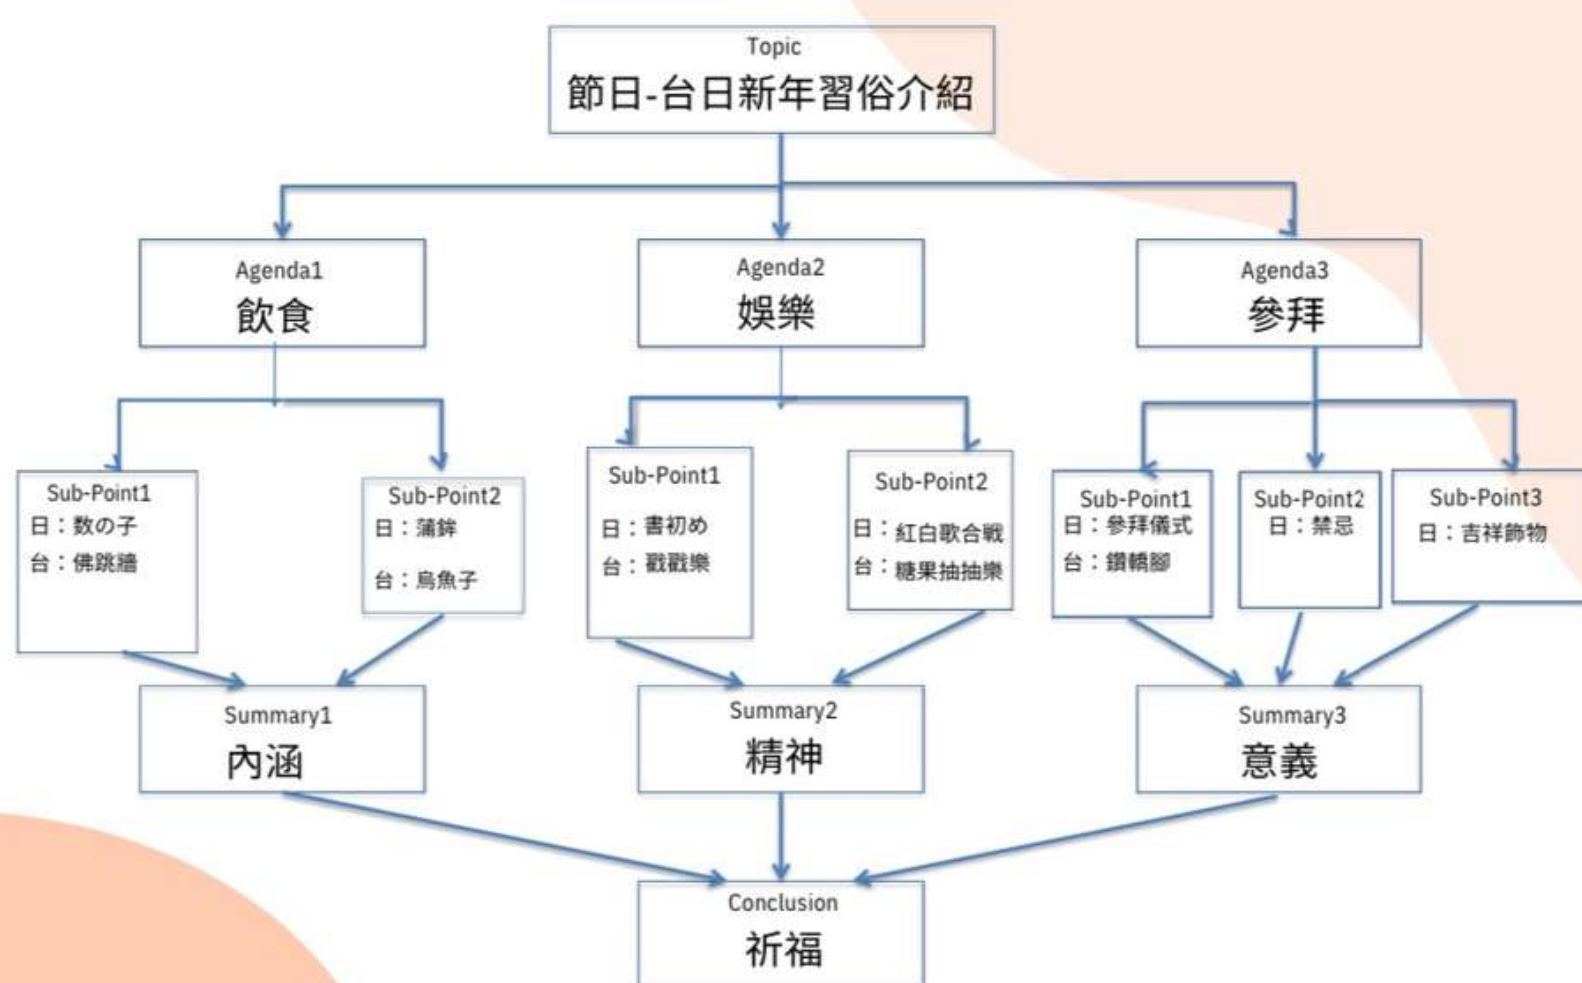 Topic
節日-台日新年習俗介紹
Agenda1
飲食
Agenda2
娛樂
Agenda3
參拜
Sub-Point1
日：数の子
台：佛跳牆
Sub-Point2
日：蒲鉾
台：烏魚子
Sub-Point1
日：書初め
台：戳戳樂
Sub-Point2
日：紅白歌合戦
台：糖果抽抽樂
Sub-Point1
日：參拜儀式
台：鑽轎腳
Sub-Point2
日：禁忌
Sub-Point3
日：吉祥飾物
Summary1
內涵
Summary2
精神
Summary3
意義
Conclusion
祈福